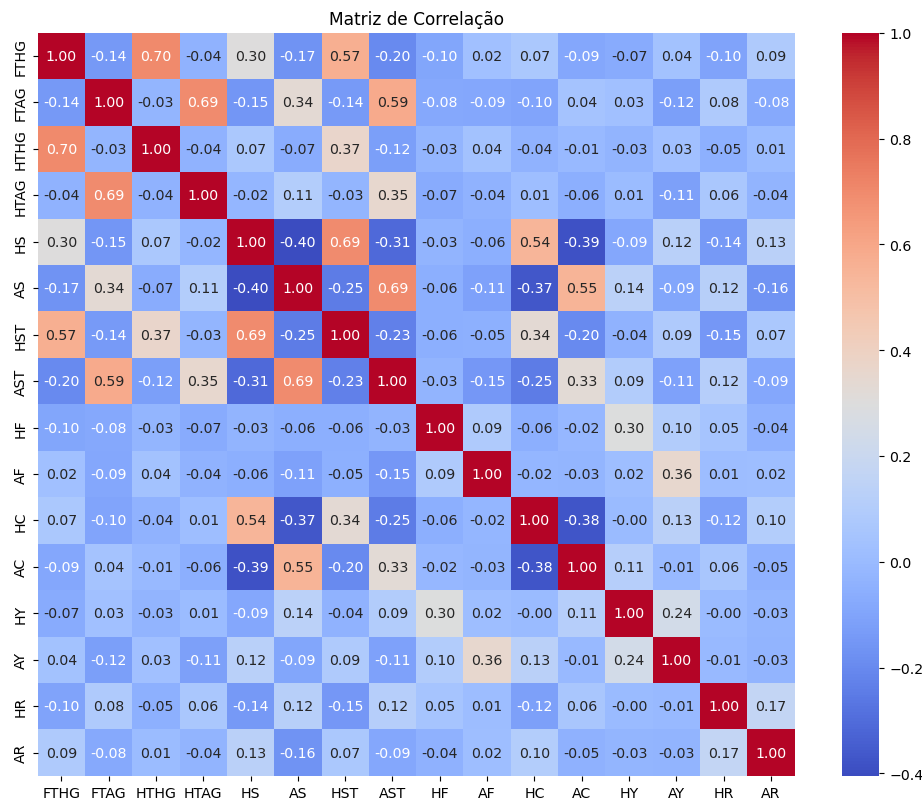 Matriz de Correlação
FTHG 1.00 -0.14 0.70 -0.04 0.30 -0.17 0.57 -0.20 -0.10 0.02 0.07 -0.09 -0.07 0.04 -0.10 0.09
FTAG -0.14 1.00 -0.03 0.69 -0.15 0.34 -0.14 0.59 -0.08 -0.09 -0.10 0.04 0.03 -0.12 0.08 -0.08
HTHG 0.70 -0.03 1.00 -0.04 0.07 -0.07 0.37 -0.12 -0.03 0.04 -0.04 -0.01 -0.03 0.03 -0.05 0.01
HTAG -0.04 0.69 -0.04 1.00 -0.02 0.11 -0.03 0.35 -0.07 -0.04 0.01 -0.06 0.01 -0.11 0.06 -0.04
HS 0.30 -0.15 0.07 -0.02 1.00 -0.40 0.69 -0.31 -0.03 -0.06 0.54 -0.39 -0.09 0.12 -0.14 0.13
AS -0.17 0.34 -0.07 0.11 -0.40 1.00 -0.25 0.69 -0.06 -0.11 -0.37 0.55 0.14 -0.09 0.12 -0.16
HST 0.57 -0.14 0.37 -0.03 0.69 -0.25 1.00 -0.23 -0.06 -0.05 0.34 -0.20 -0.04 0.09 -0.15 0.07
AST -0.20 0.59 -0.12 0.35 -0.31 0.69 -0.23 1.00 -0.03 -0.15 -0.25 0.33 0.09 -0.11 0.12 -0.09
HF -0.10 -0.08 -0.03 -0.07 -0.03 -0.06 -0.06 -0.03 1.00 0.09 -0.06 -0.02 0.30 0.10 0.05 -0.04
AF 0.02 -0.09 0.04 -0.04 -0.06 -0.11 -0.05 -0.15 0.09 1.00 -0.02 -0.03 0.02 0.36 0.01 0.02
HC 0.07 -0.10 -0.04 0.01 0.54 -0.37 0.34 -0.25 -0.06 -0.02 1.00 -0.38 -0.00 0.13 -0.12 0.10
AC -0.09 0.04 -0.01 -0.06 -0.39 0.55 -0.20 0.33 -0.02 -0.03 -0.38 1.00 0.11 -0.01 0.06 -0.05
HY -0.07 0.03 -0.03 0.01 -0.09 0.14 -0.04 0.09 0.30 0.02 -0.00 0.11 1.00 0.24 -0.00 -0.03
AY 0.04 -0.12 0.03 -0.11 0.12 -0.09 0.09 -0.11 0.10 0.36 0.13 -0.01 0.24 1.00 -0.01 -0.03
HR -0.10 0.08 -0.05 0.06 -0.14 0.12 -0.15 0.12 0.05 0.01 -0.12 0.06 -0.00 -0.01 1.00 0.17
AR 0.09 -0.08 0.01 -0.04 0.13 -0.16 0.07 -0.09 -0.04 0.02 0.10 -0.05 -0.03 -0.03 0.17 1.00
FTHG FTAG HTHG HTAG HS AS HST AST HF AF HC AC HY AY HR AR
1.0
0.8
0.6
0.4
0.2
0.0
−0.2
−0.4